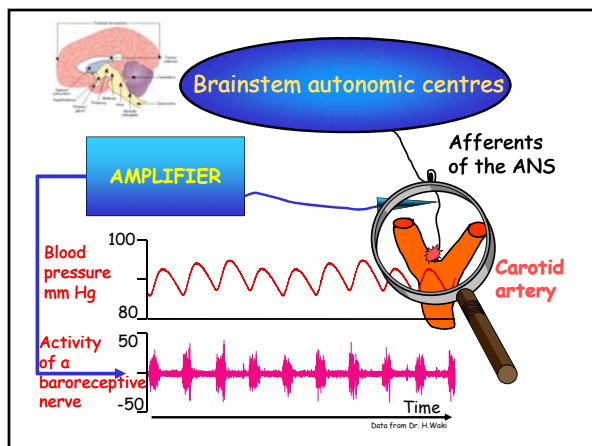 Brainstem autonomic centres
Afferents
of the ANS
AMPLIFIER
Blood
pressure
mm Hg
100
80
Carotid
artery
Activity
of a
baroreceptive
nerve
50
-50
Time
Data from Dr. H.Waki